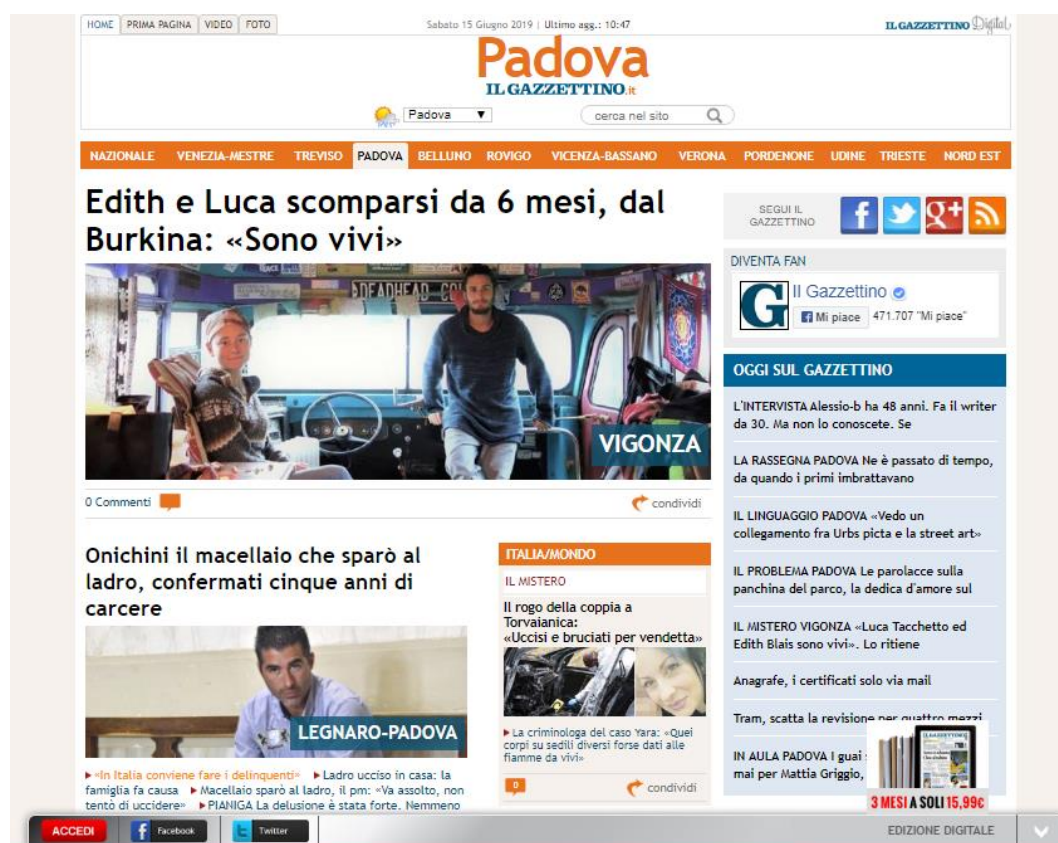 HOME PRIMA PAGINA VIDEO FOTO
Sabato 15 Giugno 2019 | Ultimo agg.: 10:47
IL GAZZETTINO Digital
Padova
IL GAZZETTINO.it
Padova
cerca nel sito
NAZIONALE VENEZIA-MESTRE TREVISO PADOVA BELLUNO ROVIGO VICENZA-BASSANO VERONA PORDENONE UDINE TRIESTE NORD EST
Edith e Luca scomparsi da 6 mesi, dal
Burkina: «Sono vivi»
DEADHEAD
VIGONZA
0 Commenti
condividi
Onichini il macellaio che sparò al
ladro, confermati cinque anni di
carcere
LEGNARO-PADOVA
«In Italia conviene fare i delinquenti» Ladro ucciso in casa: la
famiglia fa causa Macellaio sparò al ladro, il pm: «Va assolto, non
tentò di uccidere» PIANIGA La delusione è stata forte. Nemmeno
ITALIA/MONDO
IL MISTERO
Il rogo della coppia a
Torvaianica:
«Uccisi e bruciati per vendetta»
La criminologa del caso Yara: «Quei
corpi su sedili diversi forse dati alle
fiamme da vivi»
0
condividi
SEGUI IL
GAZZETTINO
f g+
DIVENTA FAN
G
Il Gazzettino
Mi piace 471.707 "Mi piace"
OGGI SUL GAZZETTINO
L'INTERVISTA Alessio-b ha 48 anni. Fa il writer
da 30. Ma non lo conoscete. Se
LA RASSEGNA PADOVA Ne è passato di tempo,
da quando i primi imbrattavano
IL LINGUAGGIO PADOVA «Vedo un
collegamento fra Urbs picta e la street art»
IL PROBLEMA PADOVA Le parolacce sulla
panchina del parco, la dedica d'amore sul
IL MISTERO VIGONZA «Luca Tacchetto ed
Edith Blais sono vivi». Lo ritiene
Anagrafe, i certificati solo via mail
Tram, scatta la revisione per quattro mezzi
IN AULA PADOVA I guai
mai per Mattia Griggio,
3 MESI A SOLI 15,99€
ACCEDI Facebook Twitter
EDIZIONE DIGITALE